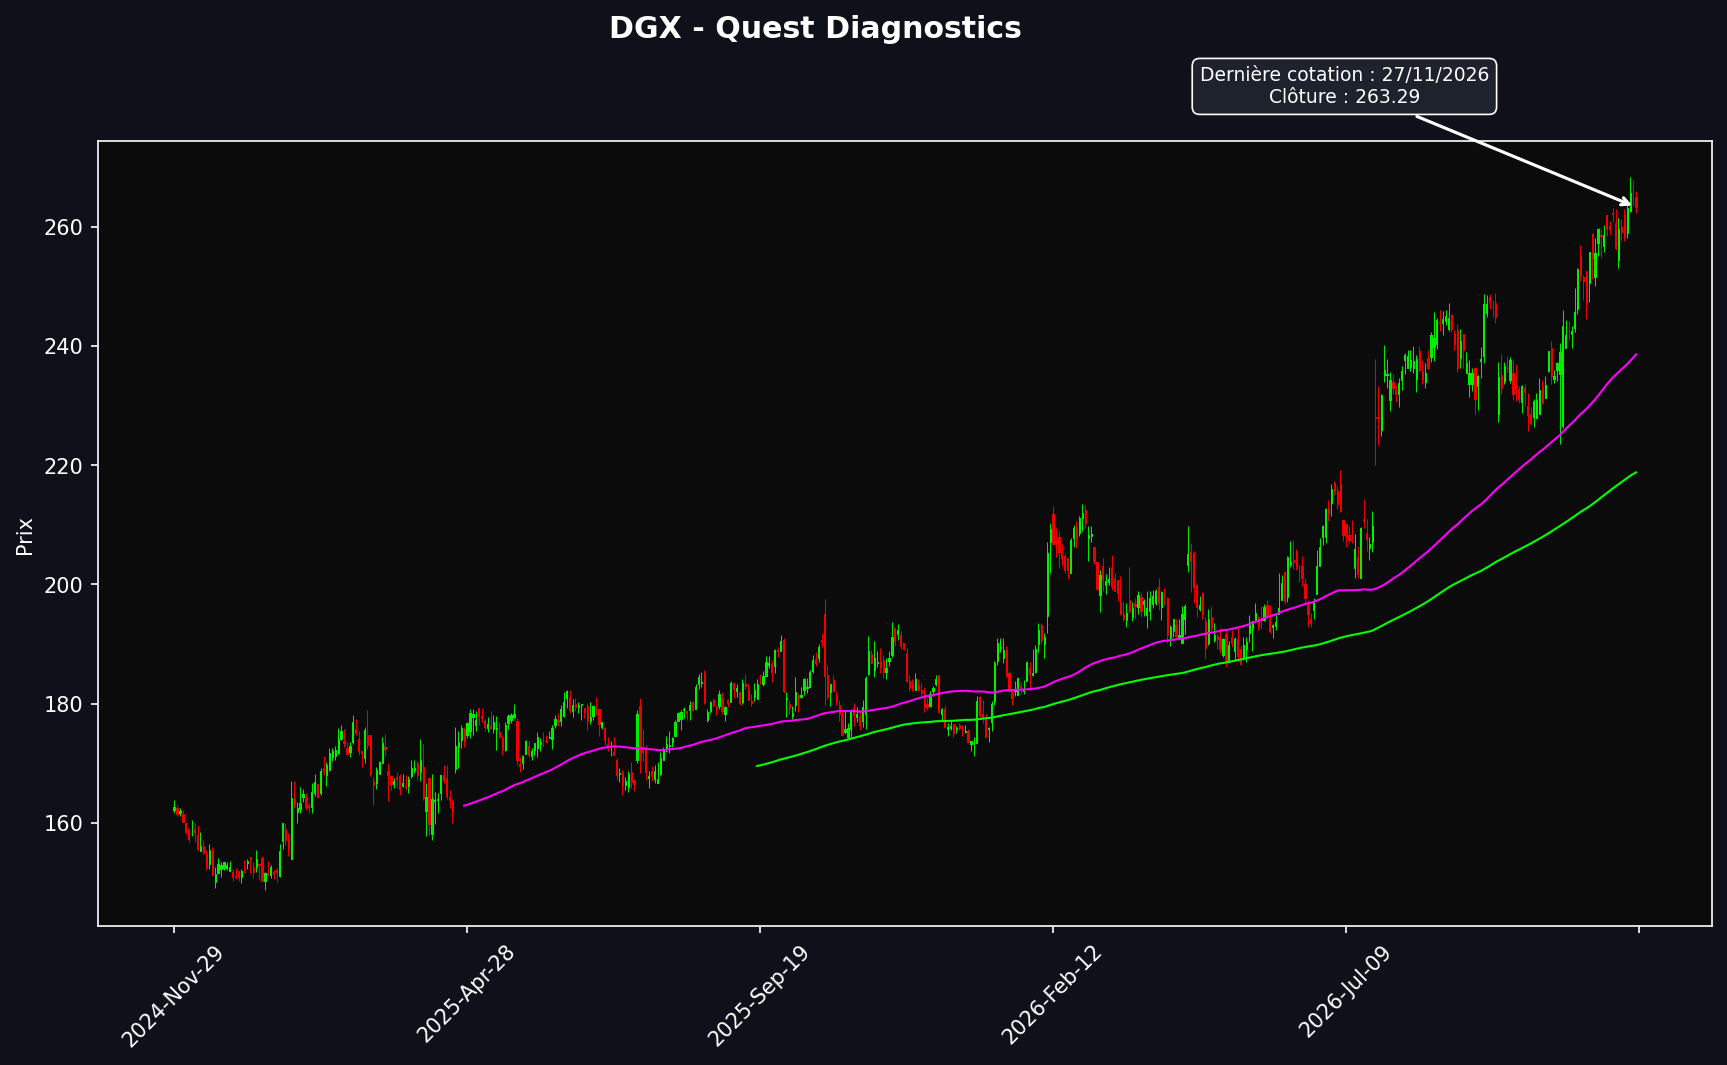 DGX - Quest Diagnostics
Dernière cotation : 27/11/2026
Clôture : 263.29
Prix
260
240
220
200
180
160
2024-Nov-29
2025-Apr-28
2025-Sep-19
2026-Feb-12
2026-Jul-09